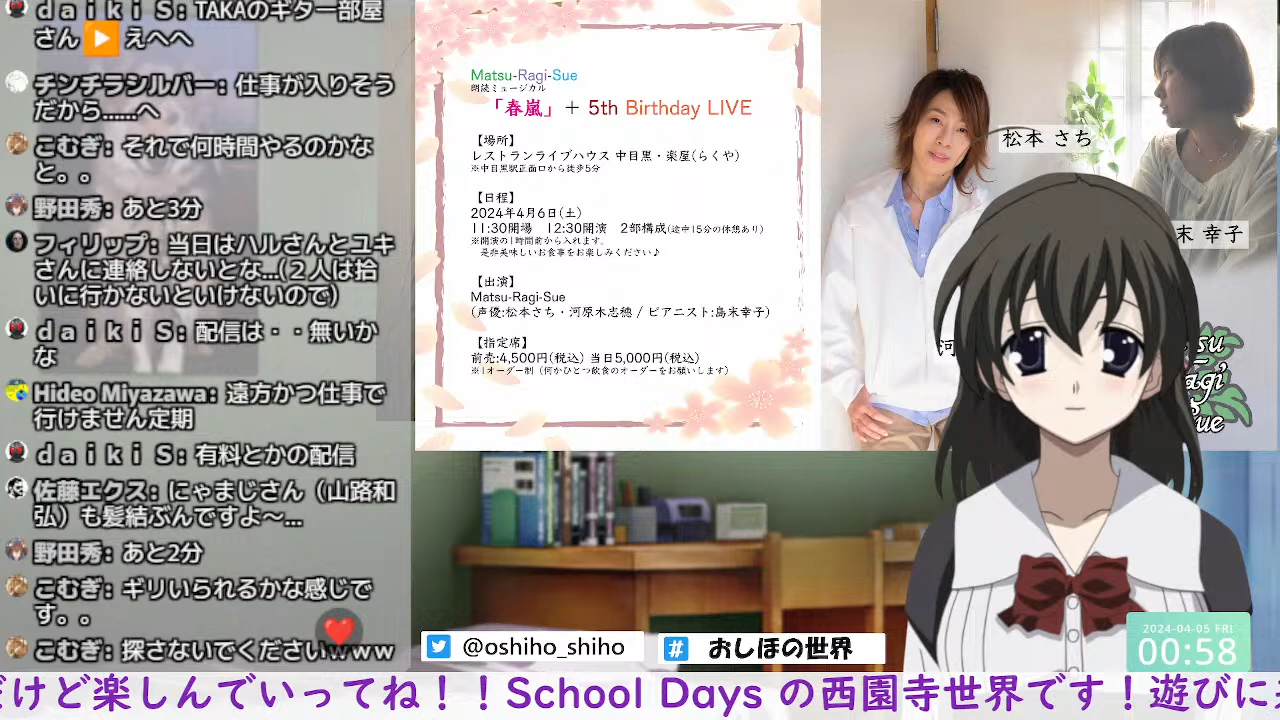 ｄａｉｋｉＳ: TAKAのギター部屋
さん ▶ えへへ
チンチラシルバー: 仕事が入りそう
だから……へ
こむぎ: それで何時間やるのかな
と。。
野田秀: あと3分
フィリップ: 当日はハルさんとユキ
さんに連絡しないとな…(２人は拾
いに行かないといけないので)
ｄａｉｋｉＳ: 配信は・・無いか
な
Hideo Miyazawa: 遠方かつ仕事で
行けません定期
ｄａｉｋｉＳ: 有料とかの配信
佐藤エクス: にゃまじさん（山路和
弘）も髪結ぶんですよ～…
野田秀: あと2分
こむぎ: ギリいられるかな感じで
す。。
こむぎ: 探さないでくださいｗｗｗ
Matsu-Ragi-Sue
朗読ミュージカル
「春嵐」＋ 5th Birthday LIVE
【場所】
レストランライブハウス 中目黒・楽屋(らくや)
※中目黒駅正面口から徒歩5分
【日程】
2024年4月6日(土)
11:30開場　12:30開演　2部構成(途中15分の休憩あり)
※開演の1時間前から入れます。
是非美味しいお食事をお楽しみください♪
【出演】
Matsu-Ragi-Sue
(声優:松本さち・河原木志穂 / ピアニスト:島末幸子)
【指定席】
前売:4,500円(税込) 当日5,000円(税込)
※1オーダー制（何かひとつ飲食のオーダーをお願いします）
松本 さち
末 幸子
河
Sue
@oshiho_shiho
# おしほの世界
2024-04-05 FRI
00:58
だけど楽しんでいってね！！School Days の西園寺世界です！遊びに